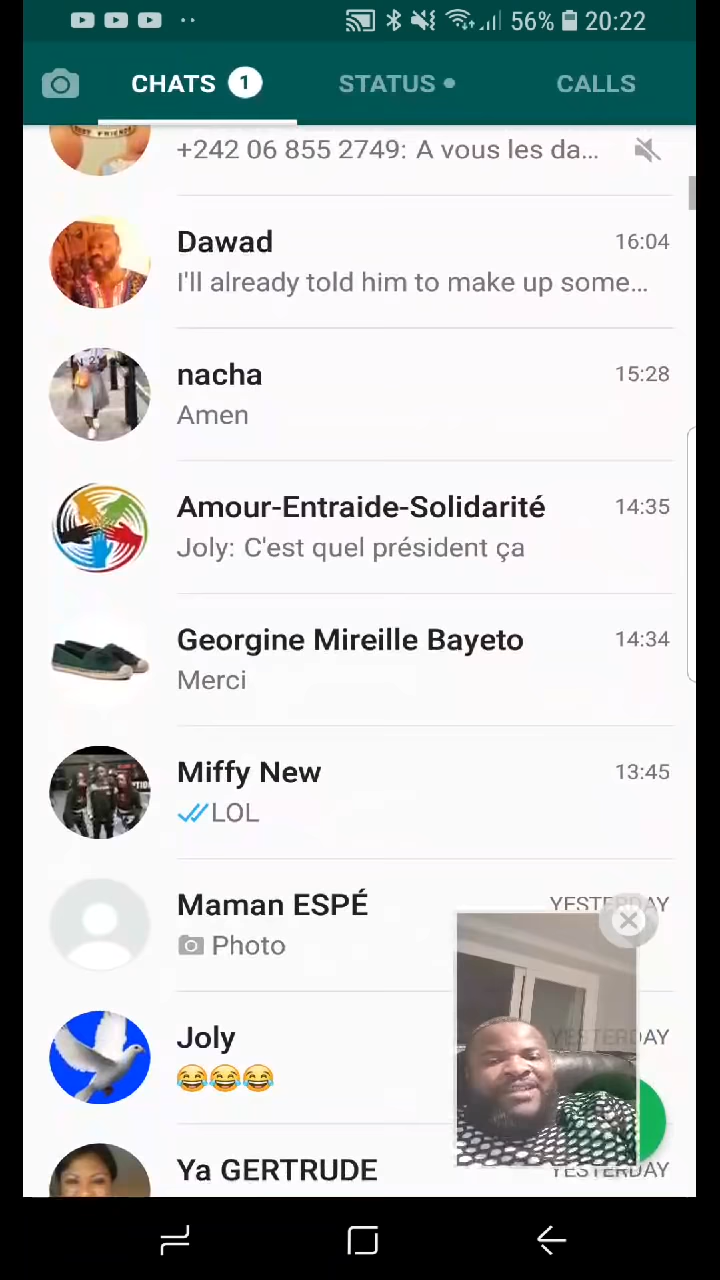 56% 20:22
CHATS 1 STATUS CALLS
+242 06 855 2749: A vous les da...
Dawad 16:04
I'll already told him to make up some...
nacha 15:28
Amen
Amour-Entraide-Solidarité 14:35
Joly: C'est quel président ça
Georgine Mireille Bayeto 14:34
Merci
Miffy New 13:45
LOL
Maman ESPÉ YESTERDAY
Photo
Joly YESTERDAY
😂😂😂
Ya GERTRUDE YESTERDAY